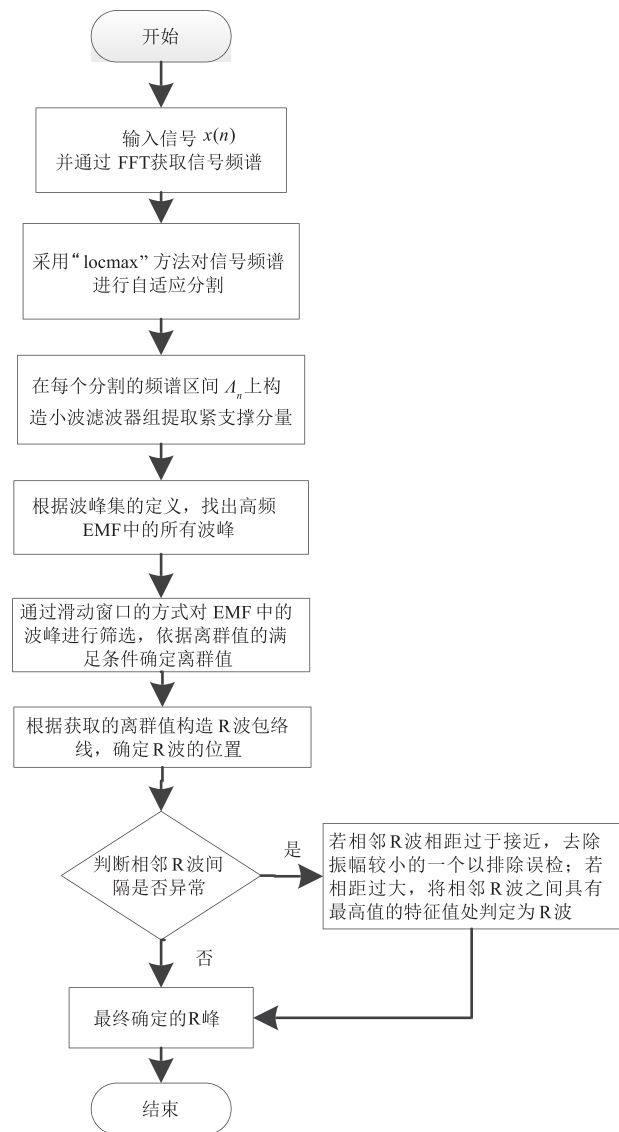 开始
输入信号 x(n)
并通过 FFT获取信号频谱
采用“locmax”方法对信号频谱
进行自适应分割
在每个分割的频谱区间 Λn上构
造小波滤波器组提取紧支撑分量
根据波峰集的定义，找出高频
EMF中的所有波峰
通过滑动窗口的方式对 EMF 中的
波峰进行筛选，依据离群值的满
足条件确定离群值
根据获取的离群值构造 R波包络
线，确定R波的位置
判断相邻R波间
隔是否异常
是
若相邻R波相距过于接近，去除
振幅较小的一个以排除误检；若
相距过大，将相邻R波之间具有
最高值的特征值处判定为R波
否
最终确定的R峰
结束